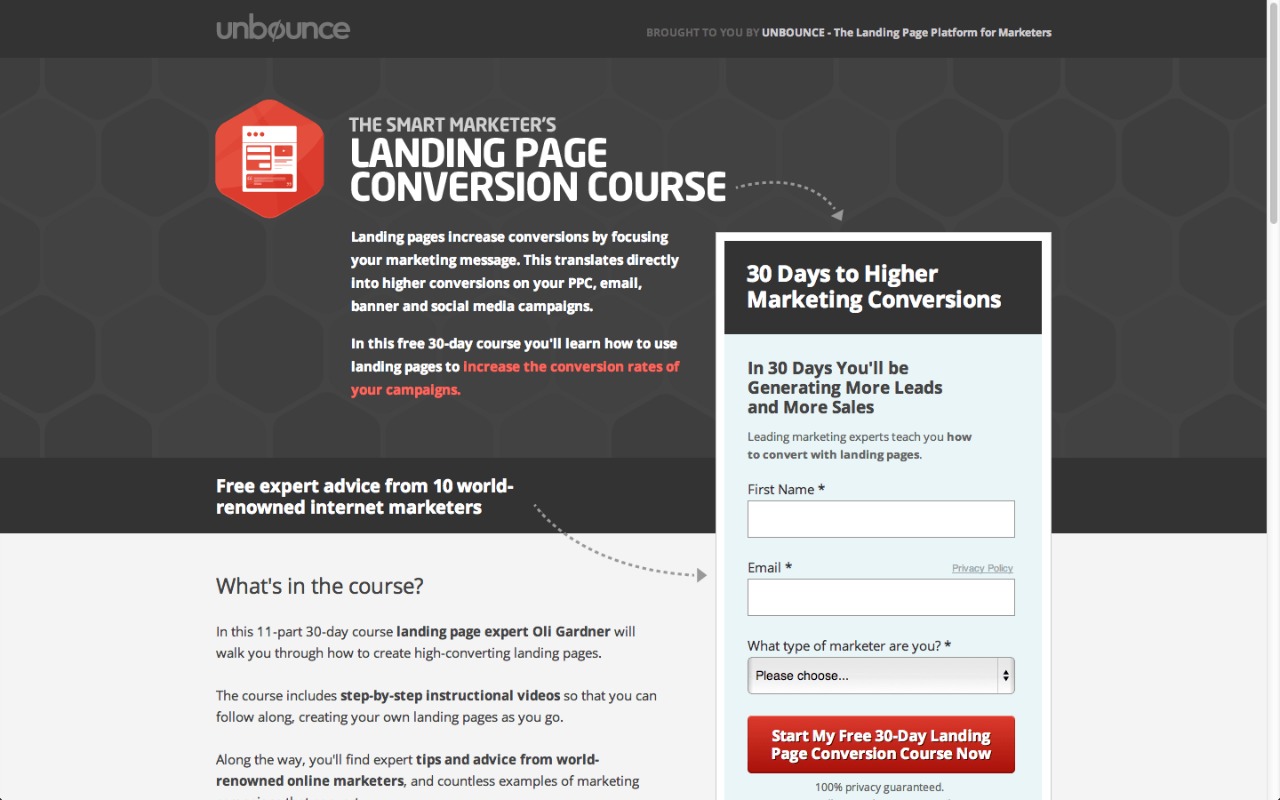 unbounce
BROUGHT TO YOU BY UNBOUNCE - The Landing Page Platform for Marketers
THE SMART MARKETER'S
LANDING PAGE
CONVERSION COURSE
Landing pages increase conversions by focusing
your marketing message. This translates directly
into higher conversions on your PPC, email,
banner and social media campaigns.
In this free 30-day course you'll learn how to use
landing pages to increase the conversion rates of
your campaigns.
Free expert advice from 10 world-
renowned internet marketers
What's in the course?
In this 11-part 30-day course landing page expert Oli Gardner will
walk you through how to create high-converting landing pages.
The course includes step-by-step instructional videos so that you can
follow along, creating your own landing pages as you go.
Along the way, you'll find expert tips and advice from world-
renowned online marketers, and countless examples of marketing
30 Days to Higher
Marketing Conversions
In 30 Days You'll be
Generating More Leads
and More Sales
Leading marketing experts teach you how
to convert with landing pages.
First Name *
Email *
Privacy Policy
What type of marketer are you? *
Please choose...
Start My Free 30-Day Landing
Page Conversion Course Now
100% privacy guaranteed.